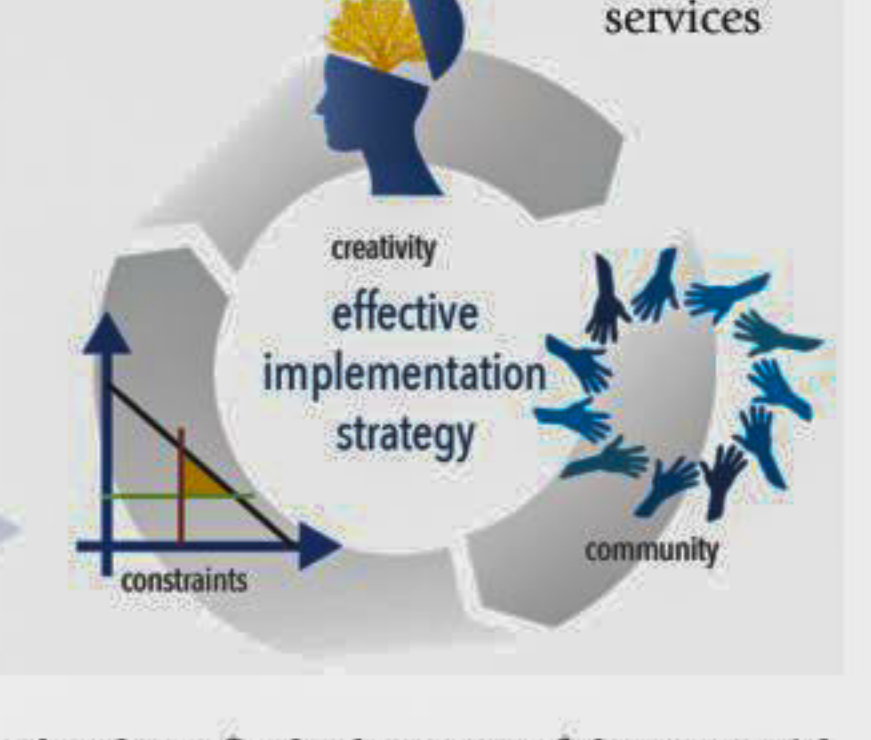 services
creativity
effective
implementation
strategy
community
constraints